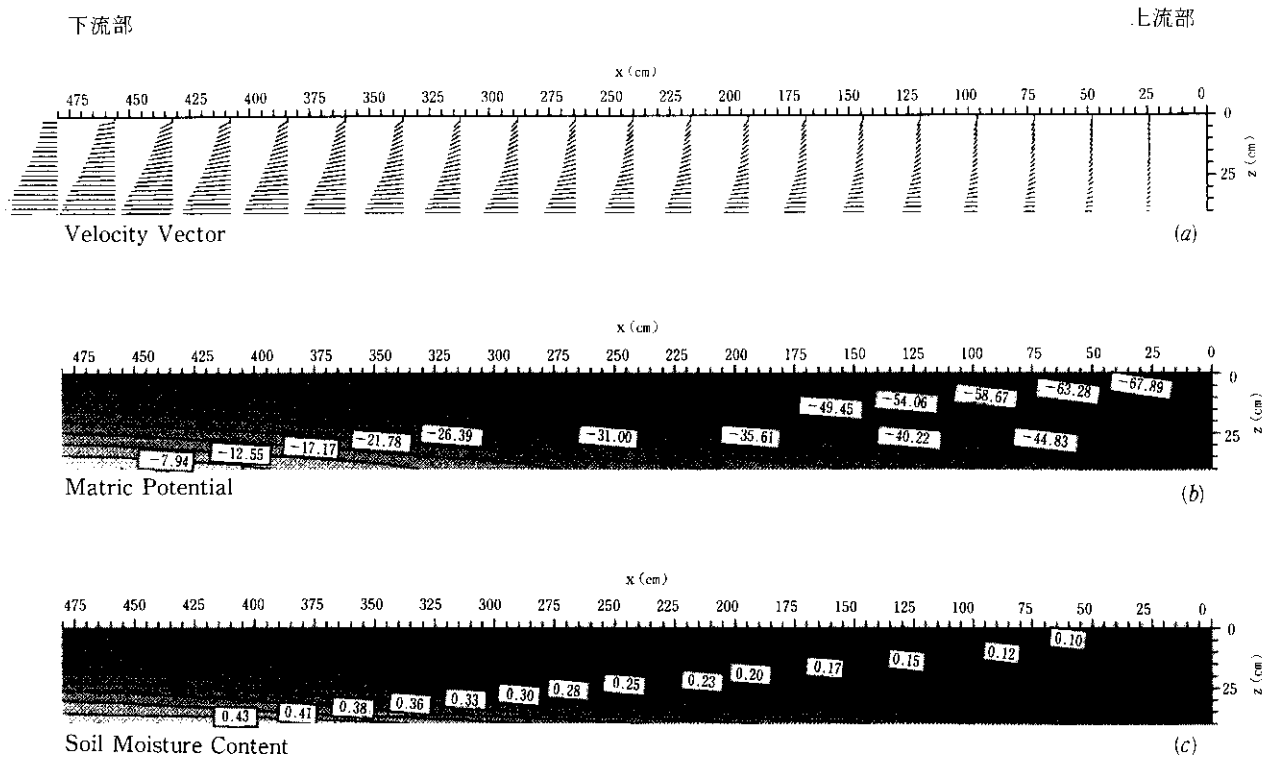 下流部
上流部
x (cm)
475 450 425 400 375 350 325 300 275 250 225 200 175 150 125 100 75 50 25 0
0
25
z (cm)
Velocity Vector
(a)
x (cm)
475 450 425 400 375 350 325 300 275 250 225 200 175 150 125 100 75 50 25 0
0
25
z (cm)
-7.94 -12.55 -17.17 -21.78 -26.39 -31.00 -35.61 -40.22 -44.83
-49.45 -54.06 -58.67 -63.28 -67.89
Matric Potential
(b)
x (cm)
475 450 425 400 375 350 325 300 275 250 225 200 175 150 125 100 75 50 25 0
0
25
z (cm)
0.43 0.41 0.38 0.36 0.33 0.30 0.28 0.25 0.23 0.20 0.17 0.15 0.12 0.10
Soil Moisture Content
(c)